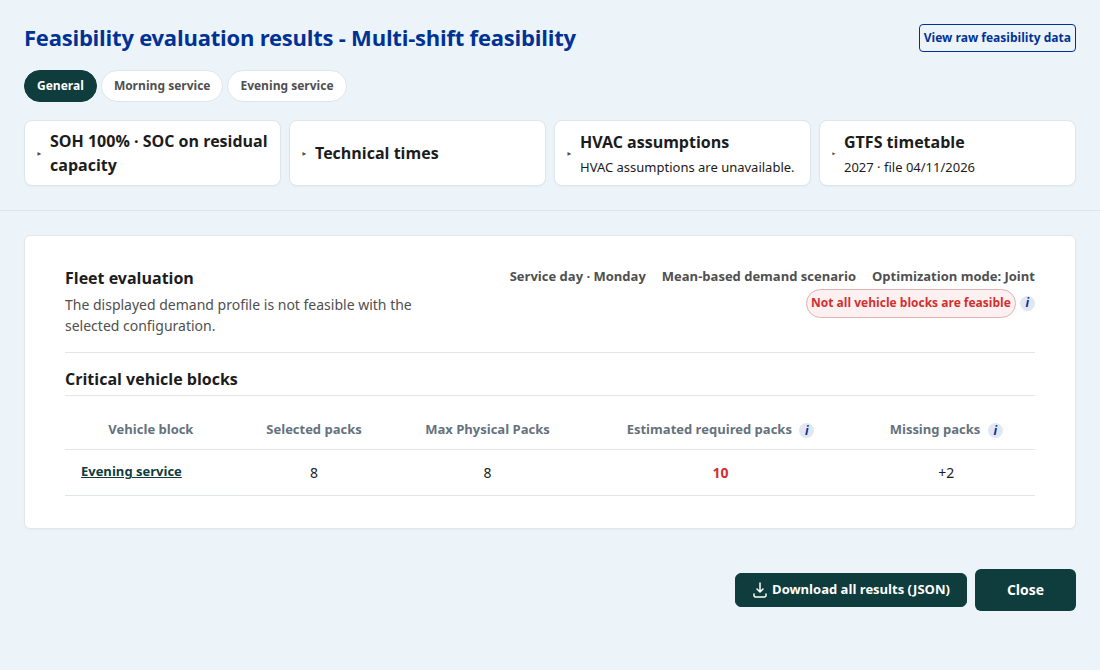 Feasibility evaluation results - Multi-shift feasibility
View raw feasibility data
General
Morning service
Evening service
SOH 100% · SOC on residual
capacity
Technical times
HVAC assumptions
HVAC assumptions are unavailable.
GTFS timetable
2027 · file 04/11/2026
Fleet evaluation
The displayed demand profile is not feasible with the
selected configuration.
Service day · Monday
Mean-based demand scenario
Optimization mode: Joint
Not all vehicle blocks are feasible
i
Critical vehicle blocks
Vehicle block
Selected packs
Max Physical Packs
Estimated required packs i
Missing packs i
Evening service
8
8
10
+2
Download all results (JSON)
Close